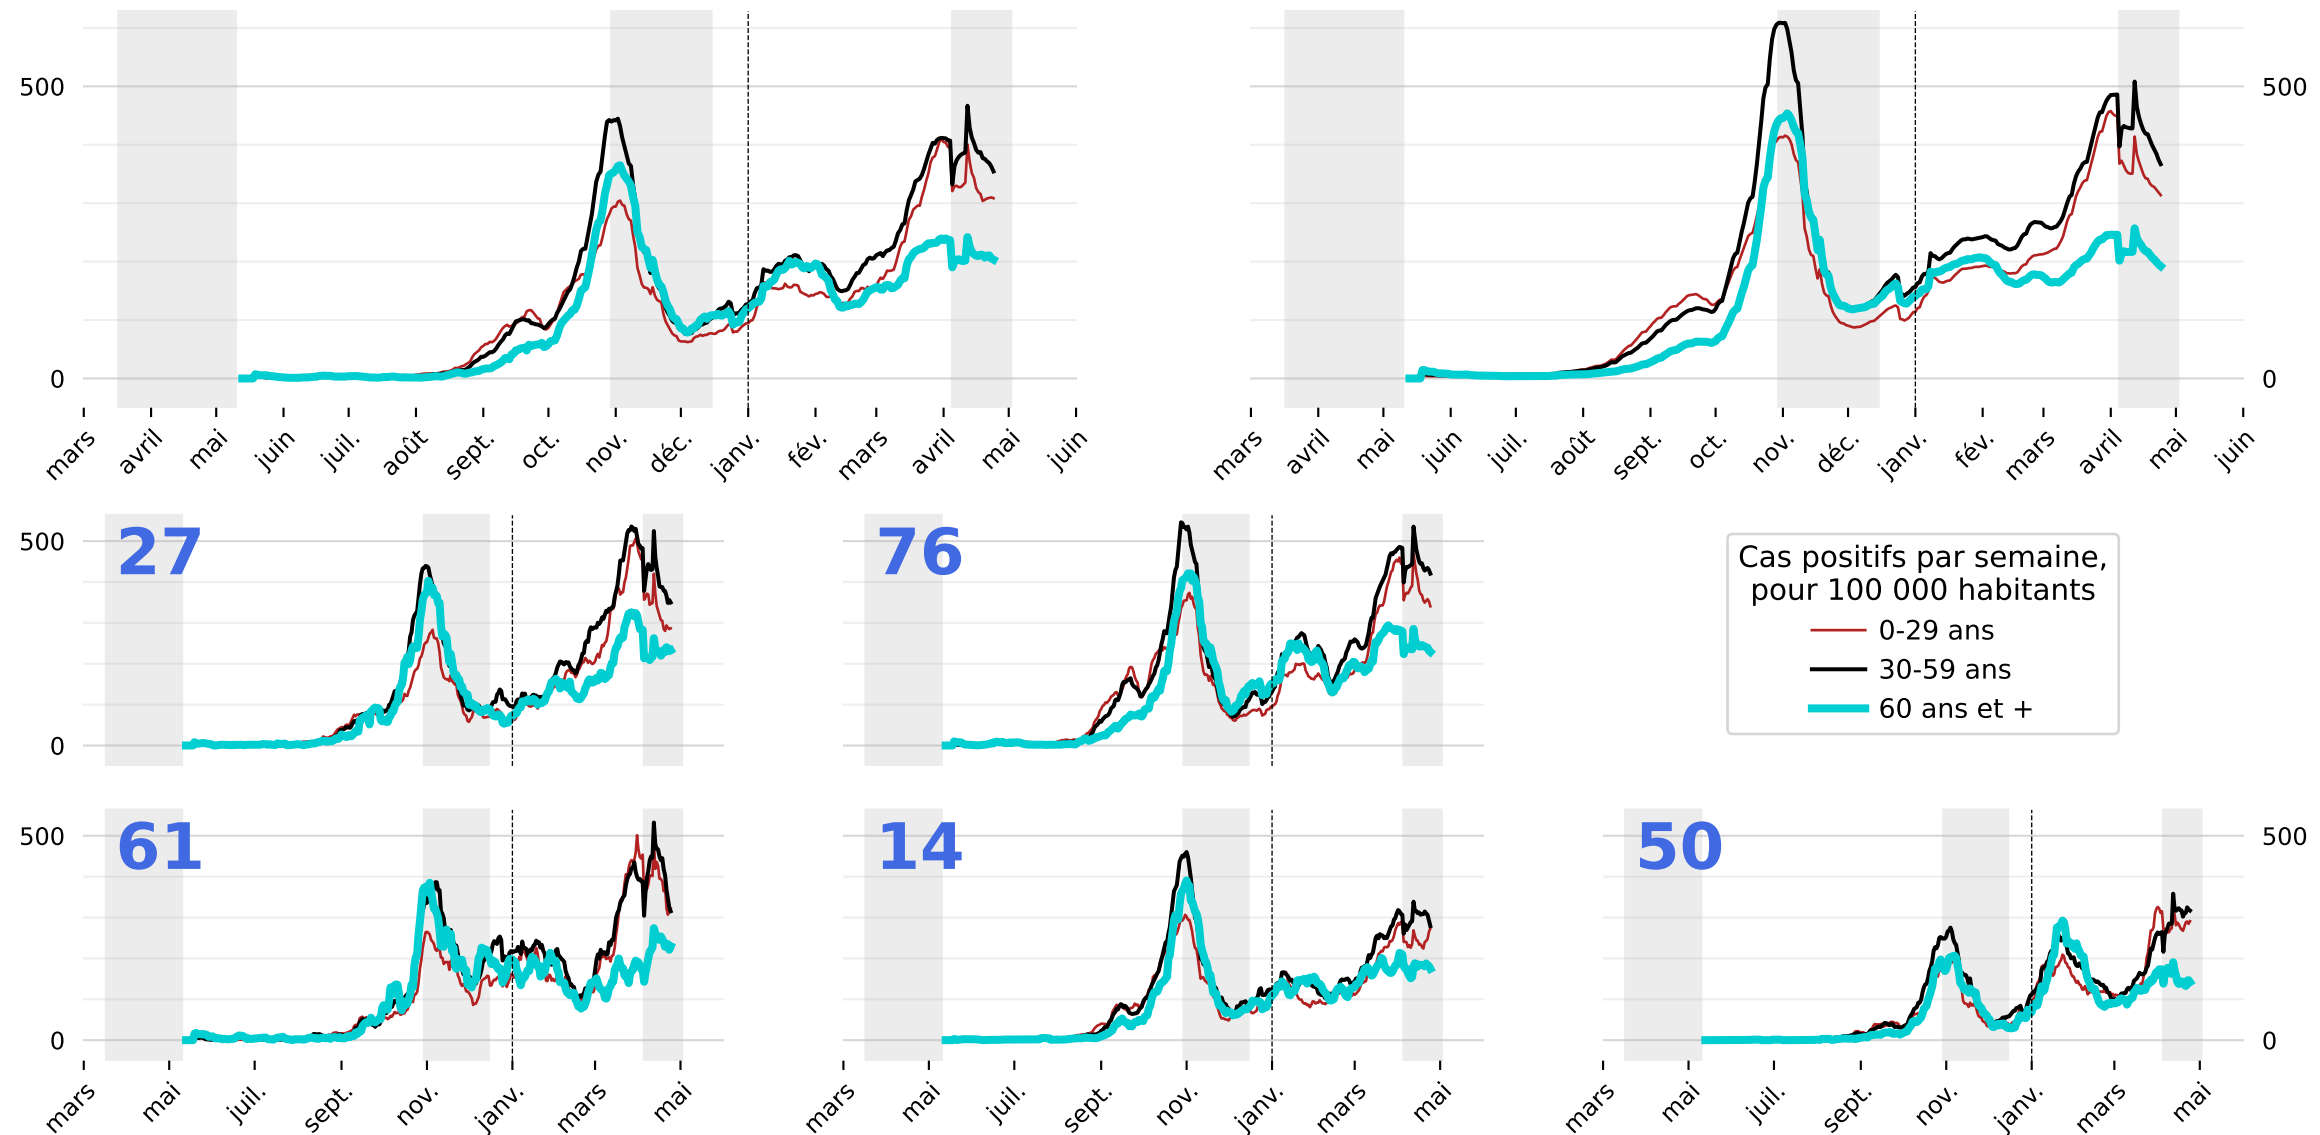 500
0
mars avril mai juin juil. août sept. oct. nov. déc. janv. fév. mars avril mai juin
500
0
mars avril mai juin juil. août sept. oct. nov. déc. janv. fév. mars avril mai juin
500
0
27
76
Cas positifs par semaine,
pour 100 000 habitants
0-29 ans
30-59 ans
60 ans et +
500
0
61
14
50
500
0
mars mai juil. sept. nov. janv. mars mai
mars mai juil. sept. nov. janv. mars mai
mars mai juil. sept. nov. janv. mars mai